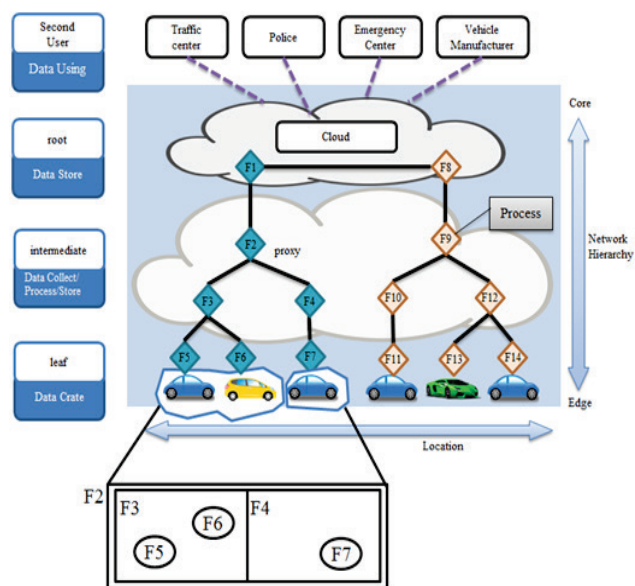 Second
User
Data Using
Traffic
center
Police
Emergency
Center
Vehicle
Manufacturer
Core
root
Data Store
Cloud
F1
F8
Process
intermediate
Data Collect/
Process/Store
F2
proxy
F9
Network
Hierarchy
F3
F4
F10
F12
leaf
Data Crate
F5
F6
F7
F11
F13
F14
Edge
Location
F2
F3
F4
F6
F5
F7